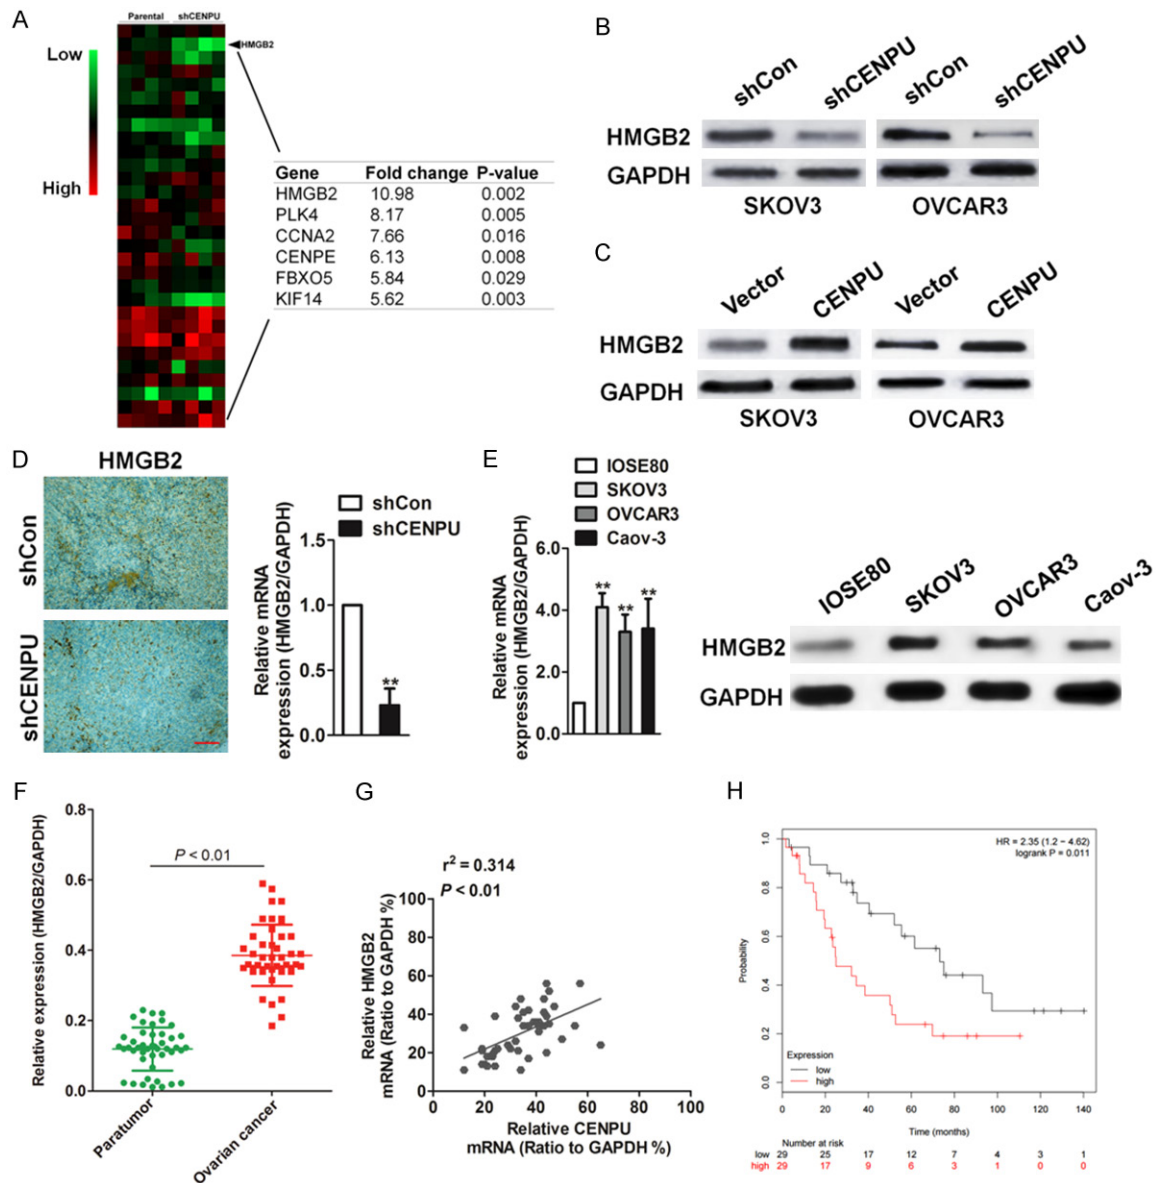 A
Parental shCENPU
Low
High
HMGB2
Gene Fold change P-value
HMGB2 10.98 0.002
PLK4 8.17 0.005
CCNA2 7.66 0.016
CENPE 6.13 0.008
FBXO5 5.84 0.029
KIF14 5.62 0.003
B
shCon shCENPU shCon shCENPU
HMGB2
GAPDH
SKOV3 OVCAR3
C
Vector CENPU Vector CENPU
HMGB2
GAPDH
SKOV3 OVCAR3
D
HMGB2
shCon
shCENPU
Relative mRNA
expression (HMGB2/GAPDH)
shCon
shCENPU
1.5
1.0
0.5
0.0
**
E
IOSE80
SKOV3
OVCAR3
Caov-3
Relative mRNA
expression (HMGB2/GAPDH)
6.0
4.0
2.0
0.0
** ** **
IOSE80 SKOV3 OVCAR3 Caov-3
HMGB2
GAPDH
F
Relative expression (HMGB2/GAPDH)
0.8
0.6
0.4
0.2
0.0
P < 0.01
Paratumor
Ovarian cancer
G
r2 = 0.314
P < 0.01
Relative HMGB2
mRNA (Ratio to GAPDH %)
100
80
60
40
20
0
0 20 40 60 80 100
Relative CENPU
mRNA (Ratio to GAPDH %)
H
HR = 2.35 (1.2 − 4.62)
logrank P = 0.011
Probability
1.0
0.8
0.6
0.4
0.2
0.0
Expression
low
high
0 20 40 60 80 100 120 140
Time (months)
Number at risk
low 29 25 17 12 7 4 3 1
high 29 17 9 6 3 1 0 0